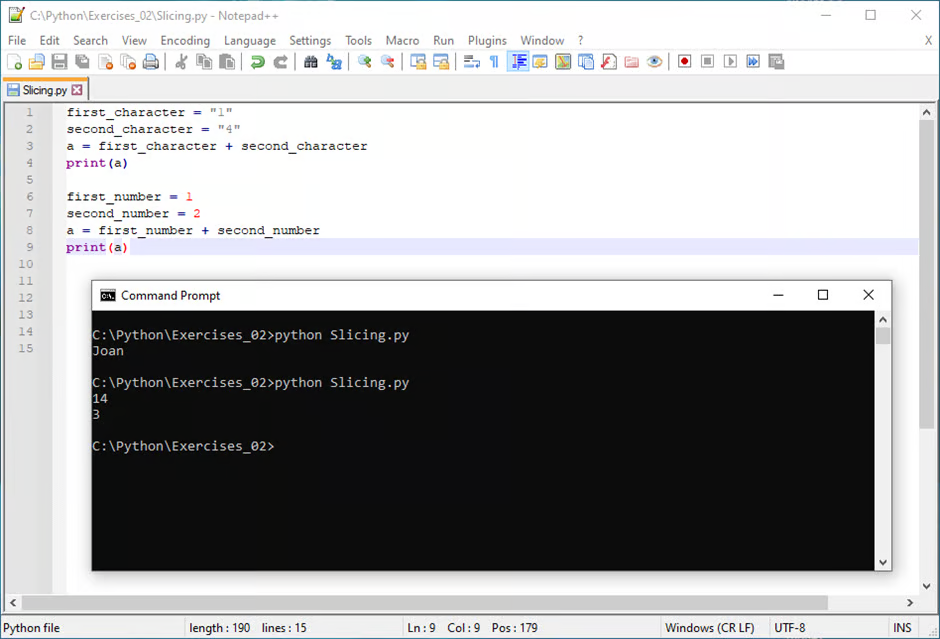 C:\Python\Exercises_02\Slicing.py - Notepad++
File Edit Search View Encoding Language Settings Tools Macro Run Plugins Window ? X
Slicing.py
1 first_character = "1"
2 second_character = "4"
3 a = first_character + second_character
4 print(a)
5
6 first_number = 1
7 second_number = 2
8 a = first_number + second_number
9 print(a)
10
11
12
13
14
15
Command Prompt
C:\Python\Exercises_02>python Slicing.py
Joan
C:\Python\Exercises_02>python Slicing.py
14
3
C:\Python\Exercises_02>
Python file length : 190 lines : 15 Ln : 9 Col : 9 Pos : 179 Windows (CR LF) UTF-8 INS